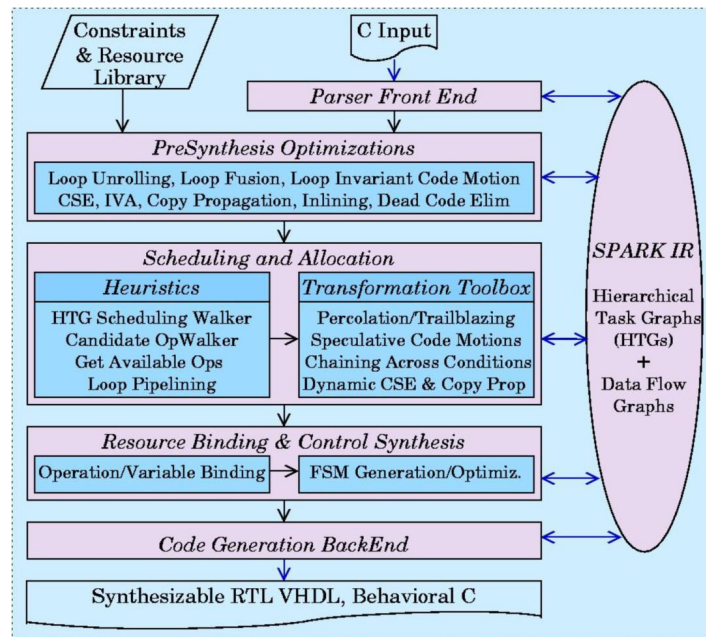 Constraints
& Resource
Library
C Input
Parser Front End
PreSynthesis Optimizations
Loop Unrolling, Loop Fusion, Loop Invariant Code Motion
CSE, IVA, Copy Propagation, Inlining, Dead Code Elim
Scheduling and Allocation
Heuristics
HTG Scheduling Walker
Candidate OpWalker
Get Available Ops
Loop Pipelining
Transformation Toolbox
Percolation/Trailblazing
Speculative Code Motions
Chaining Across Conditions
Dynamic CSE & Copy Prop
Resource Binding & Control Synthesis
Operation/Variable Binding
FSM Generation/Optimiz.
Code Generation BackEnd
Synthesizable RTL VHDL, Behavioral C
SPARK IR
Hierarchical
Task Graphs
(HTGs)
+
Data Flow
Graphs